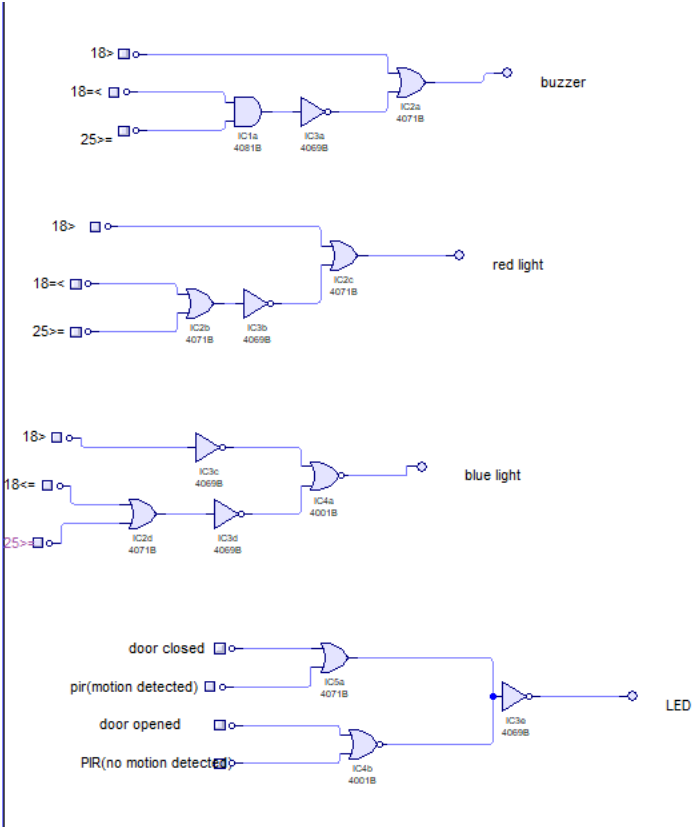 18>
18=<
25>=
IC1a
4081B
IC3a
4069B
IC2a
4071B
buzzer
18>
18=<
25>=
IC2b
4071B
IC3b
4069B
IC2c
4071B
red light
18>
18<=
25>=
IC3c
4069B
IC2d
4071B
IC3d
4069B
IC4a
4001B
blue light
door closed
pir(motion detected)
door opened
PIR(no motion detected)
IC5a
4071B
IC4b
4001B
IC3e
4069B
LED